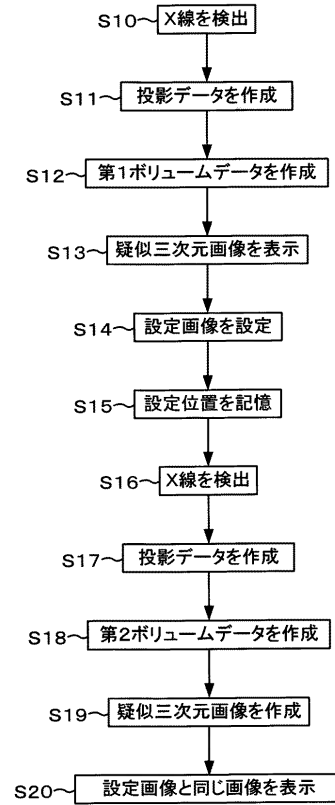 S10 X線を検出
S11 投影データを作成
S12 第1ボリュームデータを作成
S13 疑似三次元画像を表示
S14 設定画像を設定
S15 設定位置を記憶
S16 X線を検出
S17 投影データを作成
S18 第2ボリュームデータを作成
S19 疑似三次元画像を作成
S20 設定画像と同じ画像を表示